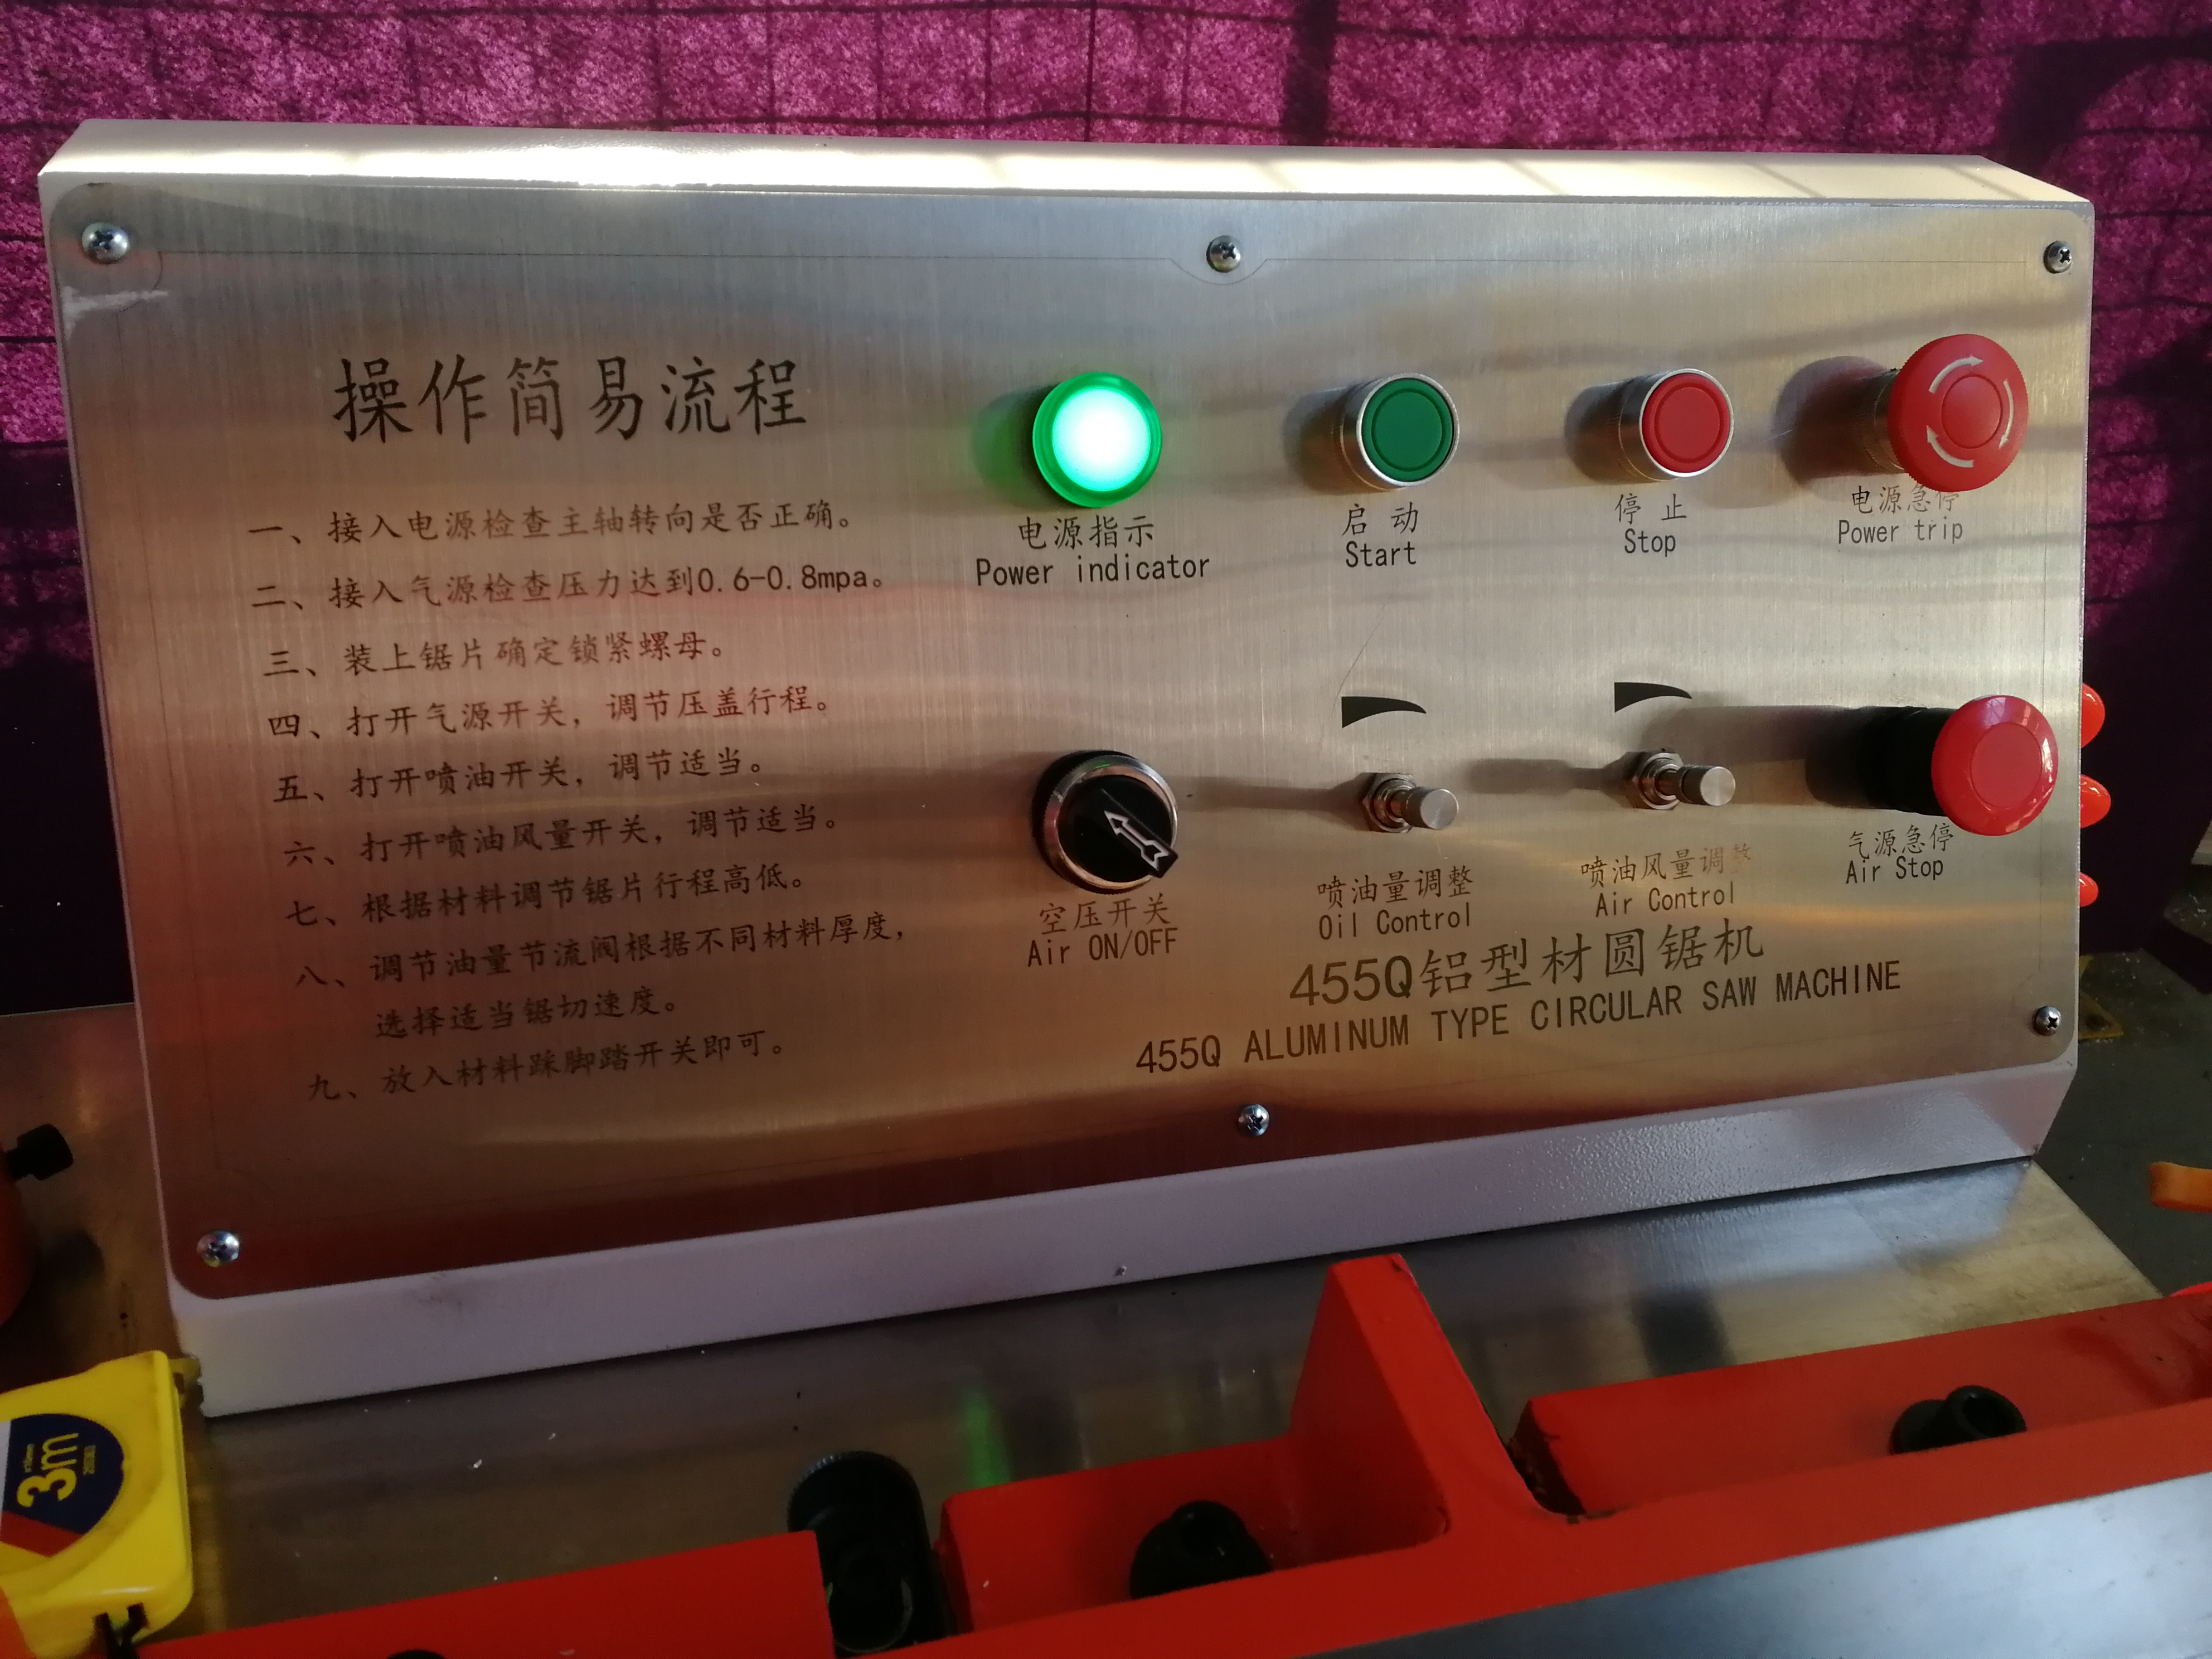 操作简易流程
一、接入电源检查主轴转向是否正确。
二、接入气源检查压力达到0.6-0.8mpa。
三、装上锯片确定锁紧螺母。
四、打开气源开关，调节压盖行程。
五、打开喷油开关，调节适当。
六、打开喷油风量开关，调节适当。
七、根据材料调节锯片行程高低。
八、调节油量节流阀根据不同材料厚度，
选择适当锯切速度。
九、放入材料踩脚踏开关即可。
电源指示
Power indicator
启动
Start
停止
Stop
电源急停
Power trip
空压开关
Air ON/OFF
喷油量调整
Oil Control
喷油风量调整
Air Control
气源急停
Air Stop
455Q铝型材圆锯机
455Q ALUMINUM TYPE CIRCULAR SAW MACHINE
3m